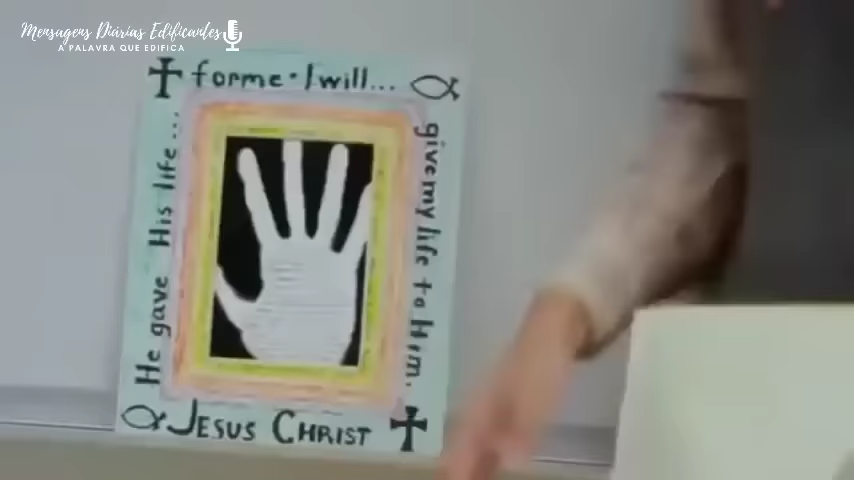 Mensagens Diárias Edificantes
A PALAVRA QUE EDIFICA
He gave His life...
for me · I will...
give my life to Him.
JESUS CHRIST